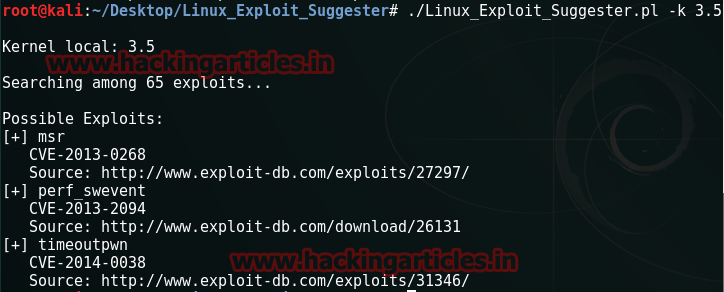 root@kali:~/Desktop/Linux_Exploit_Suggester# ./Linux_Exploit_Suggester.pl -k 3.5
Kernel local: 3.5
www.hackingarticles.in
Searching among 65 exploits...
Possible Exploits:
[+] msr
CVE-2013-0268
Source: http://www.exploit-db.com/exploits/27297/
[+] perf_swevent
CVE-2013-2094
Source: http://www.exploit-db.com/download/26131
[+] timeoutpwn
CVE-2014-0038
www.hackingarticles.in
Source: http://www.exploit-db.com/exploits/31346/